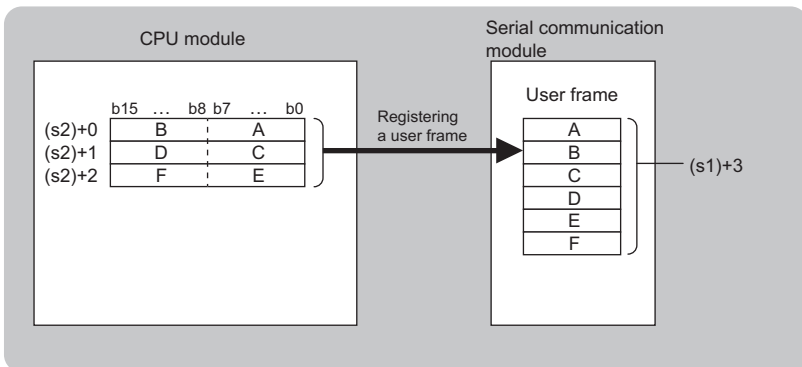 CPU module
Serial communication
module
b15 ... b8 b7 ... b0
(s2)+0 B A
(s2)+1 D C
(s2)+2 F E
Registering
a user frame
User frame
A
B
C
D
E
F
(s1)+3